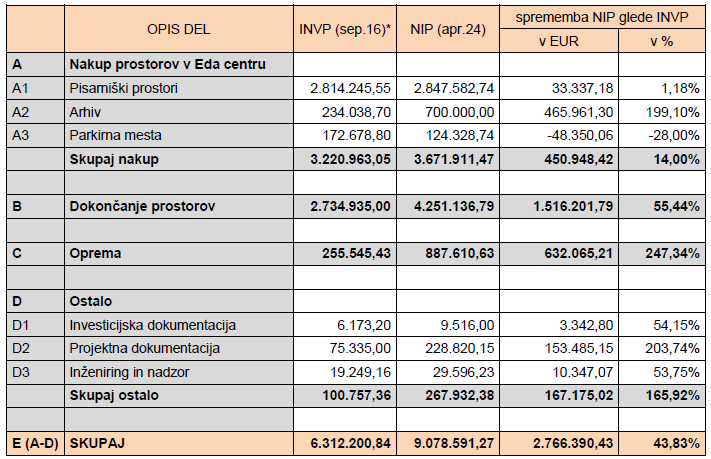 OPIS DEL INVP (sep.16)* NIP (apr.24) sprememba NIP glede INVP
v EUR v %
A Nakup prostorov v Eda centru
A1 Pisarniški prostori 2.814.245,55 2.847.582,74 33.337,18 1,18%
A2 Arhiv 234.038,70 700.000,00 465.961,30 199,10%
A3 Parkirna mesta 172.678,80 124.328,74 -48.350,06 -28,00%
Skupaj nakup 3.220.963,05 3.671.911,47 450.948,42 14,00%
B Dokončanje prostorov 2.734.935,00 4.251.136,79 1.516.201,79 55,44%
C Oprema 255.545,43 887.610,63 632.065,21 247,34%
D Ostalo
D1 Investicijska dokumentacija 6.173,20 9.516,00 3.342,80 54,15%
D2 Projektna dokumentacija 75.335,00 228.820,15 153.485,15 203,74%
D3 Inženiring in nadzor 19.249,16 29.596,23 10.347,07 53,75%
Skupaj ostalo 100.757,36 267.932,38 167.175,02 165,92%
E (A-D) SKUPAJ 6.312.200,84 9.078.591,27 2.766.390,43 43,83%